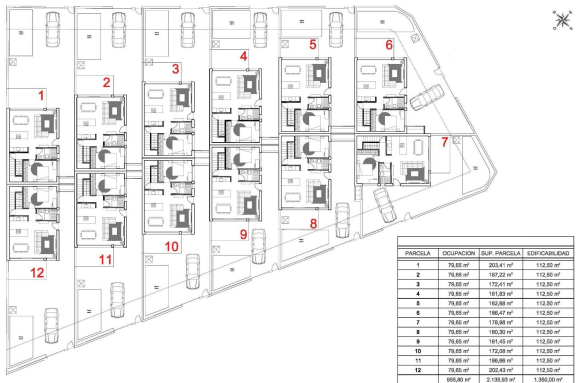 5
6
4
3
2
1
7
8
9
10
11
12
PARCELA OCUPACION SUP. PARCELA EDIFICABILIDAD
1 79,65 m² 203,41 m² 112,50 m²
2 79,65 m² 187,22 m² 112,50 m²
3 79,65 m² 172,41 m² 112,50 m²
4 79,65 m² 161,83 m² 112,50 m²
5 79,65 m² 162,68 m² 112,50 m²
6 79,65 m² 166,47 m² 112,50 m²
7 79,65 m² 178,98 m² 112,50 m²
8 79,65 m² 160,30 m² 112,50 m²
9 79,65 m² 161,45 m² 112,50 m²
10 79,65 m² 172,08 m² 112,50 m²
11 79,65 m² 186,66 m² 112,50 m²
12 79,65 m² 202,43 m² 112,50 m²
955,80 m² 2.135,93 m² 1.350,00 m²